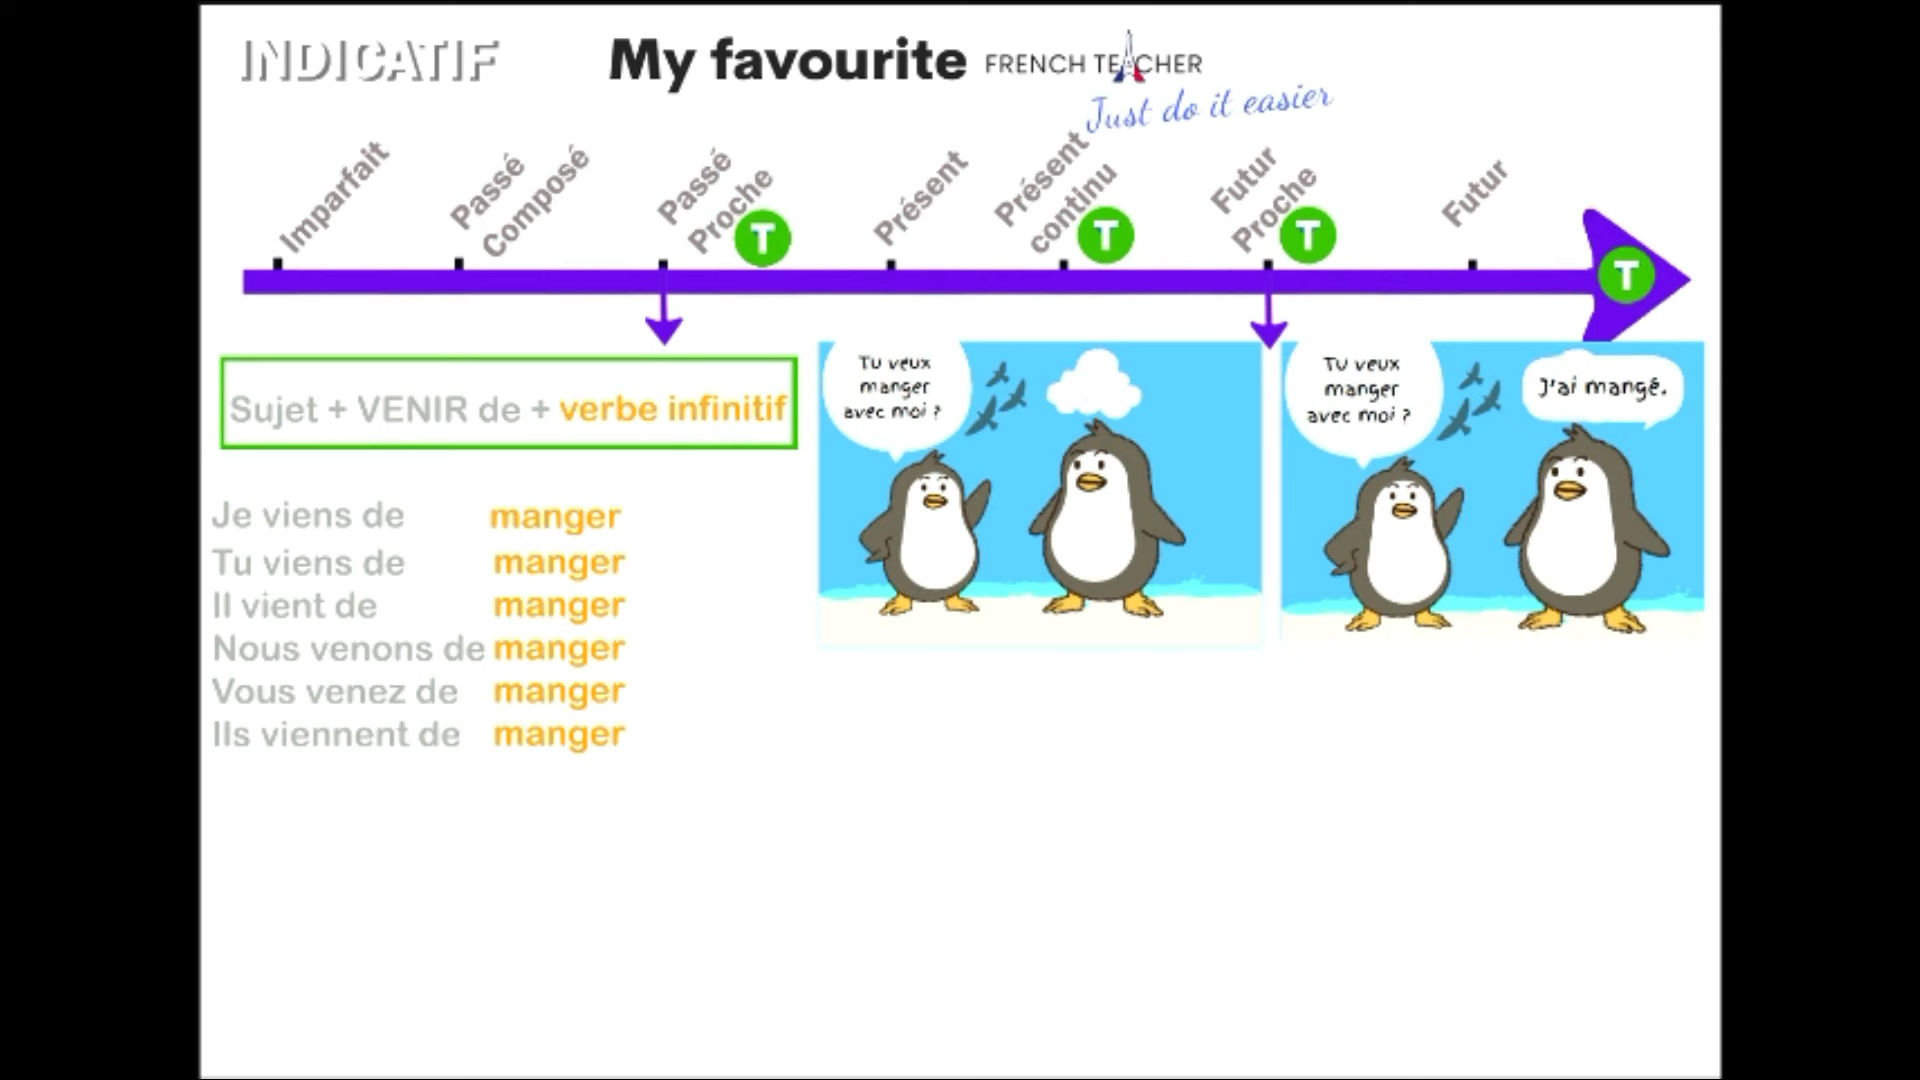 INDICATIF
My favourite FRENCH TEACHER
Just do it easier
Imparfait
Passé
Composé
Passé
Proche
T
Présent
Présent
continu
T
Futur
Proche
T
Futur
T
Sujet + VENIR de + verbe infinitif
Je viens de manger
Tu viens de manger
Il vient de manger
Nous venons de manger
Vous venez de manger
Ils viennent de manger
Tu veux
manger
avec moi ?
Tu veux
manger
avec moi ?
J'ai mangé.